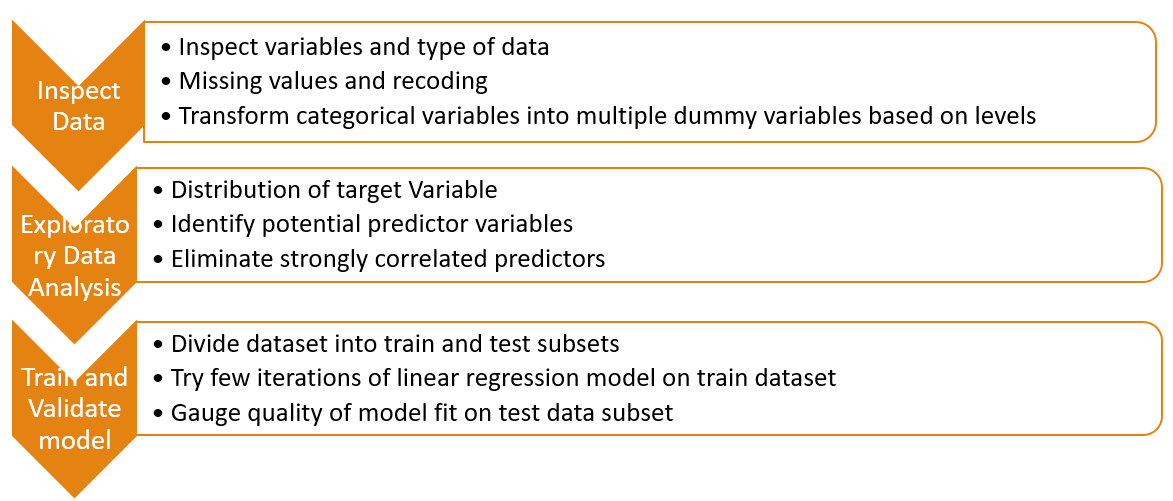 Inspect
Data
• Inspect variables and type of data
• Missing values and recoding
• Transform categorical variables into multiple dummy variables based on levels
Explorato
ry Data
Analysis
• Distribution of target Variable
• Identify potential predictor variables
• Eliminate strongly correlated predictors
Train and
Validate
model
• Divide dataset into train and test subsets
• Try few iterations of linear regression model on train dataset
• Gauge quality of model fit on test data subset